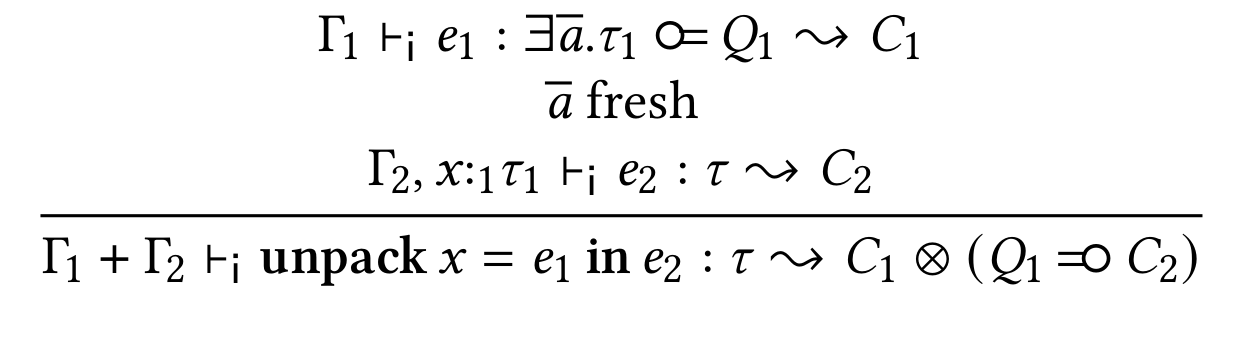 Γ₁ ⊢ᵢ e₁ : ∃a̅.τ₁ ⧟= Q₁ ⇝ C₁
a̅ fresh
Γ₂, x:₁τ₁ ⊢ᵢ e₂ : τ ⇝ C₂
Γ₁ + Γ₂ ⊢ᵢ unpack x = e₁ in e₂ : τ ⇝ C₁ ⊗ (Q₁ =○ C₂)